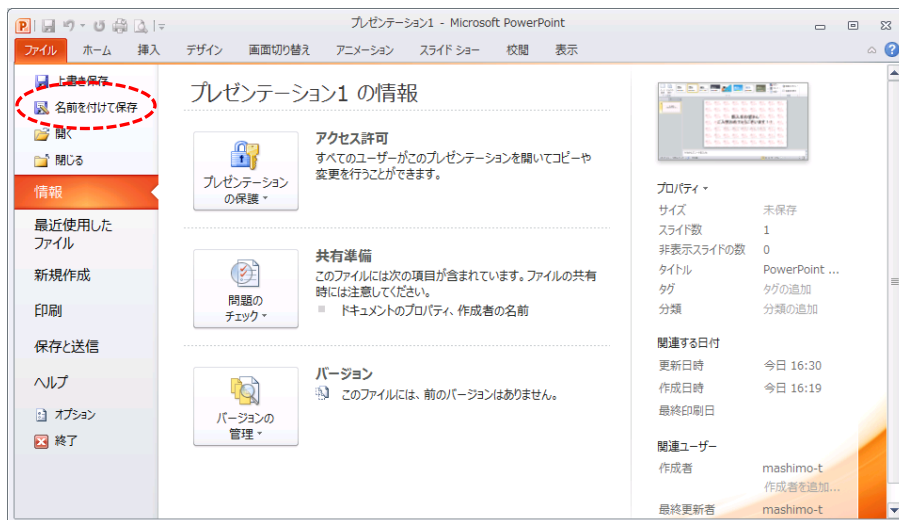 プレゼンテーション1 - Microsoft PowerPoint
ファイル ホーム 挿入 デザイン 画面切り替え アニメーション スライド ショー 校閲 表示
上書き保存
名前を付けて保存
開く
閉じる
情報
最近使用した
ファイル
新規作成
印刷
保存と送信
ヘルプ
オプション
終了
プレゼンテーション1 の情報
プレゼンテーション
の保護
アクセス許可
すべてのユーザーがこのプレゼンテーションを開いてコピーや
変更を行うことができます。
問題の
チェック
共有準備
このファイルには次の項目が含まれています。ファイルの共有
時には注意してください。
ドキュメントのプロパティ、作成者の名前
バージョンの
管理
バージョン
このファイルには、前のバージョンはありません。
プロパティ
サイズ 未保存
スライド数 1
非表示スライドの数 0
タイトル PowerPoint ...
タグ タグの追加
分類 分類の追加
関連する日付
更新日時 今日 16:30
作成日時 今日 16:19
最終印刷日
関連ユーザー
作成者 mashimo-t
作成者を追加...
最終更新者 mashimo-t